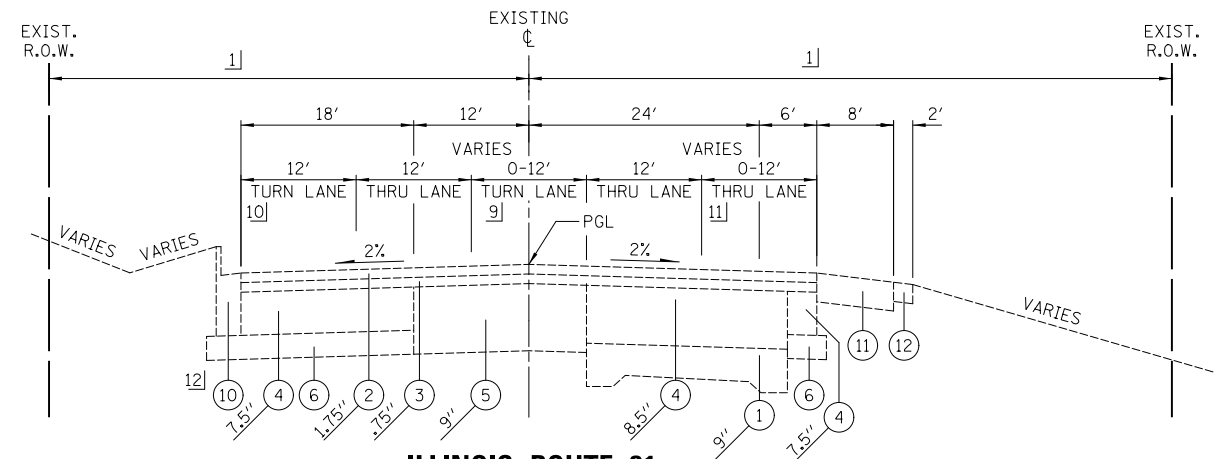 EXISTING
℄
EXIST.
R.O.W.
EXIST.
R.O.W.
1
1
18' 12' 24' 6' 8' 2'
VARIES VARIES
12' 12' 0-12' 12' 0-12'
TURN LANE THRU LANE TURN LANE THRU LANE THRU LANE
10 9 11
PGL
2% 2%
VARIES VARIES
VARIES
11 12
12
10 4 6 2 3 5 4 1 6 4
7.5" 1.75" .75" 9" 8.5" 9" 7.5"